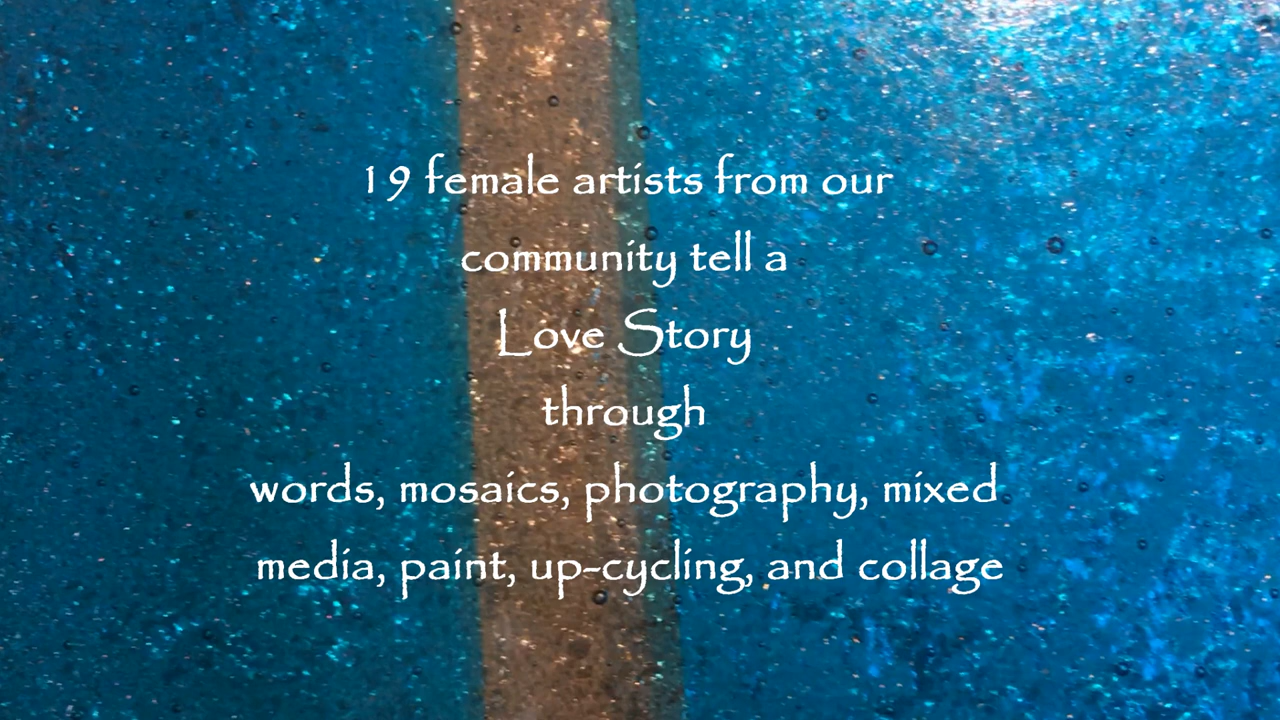 19 female artists from our
community tell a
Love Story
through
words, mosaics, photography, mixed
media, paint, up-cycling, and collage